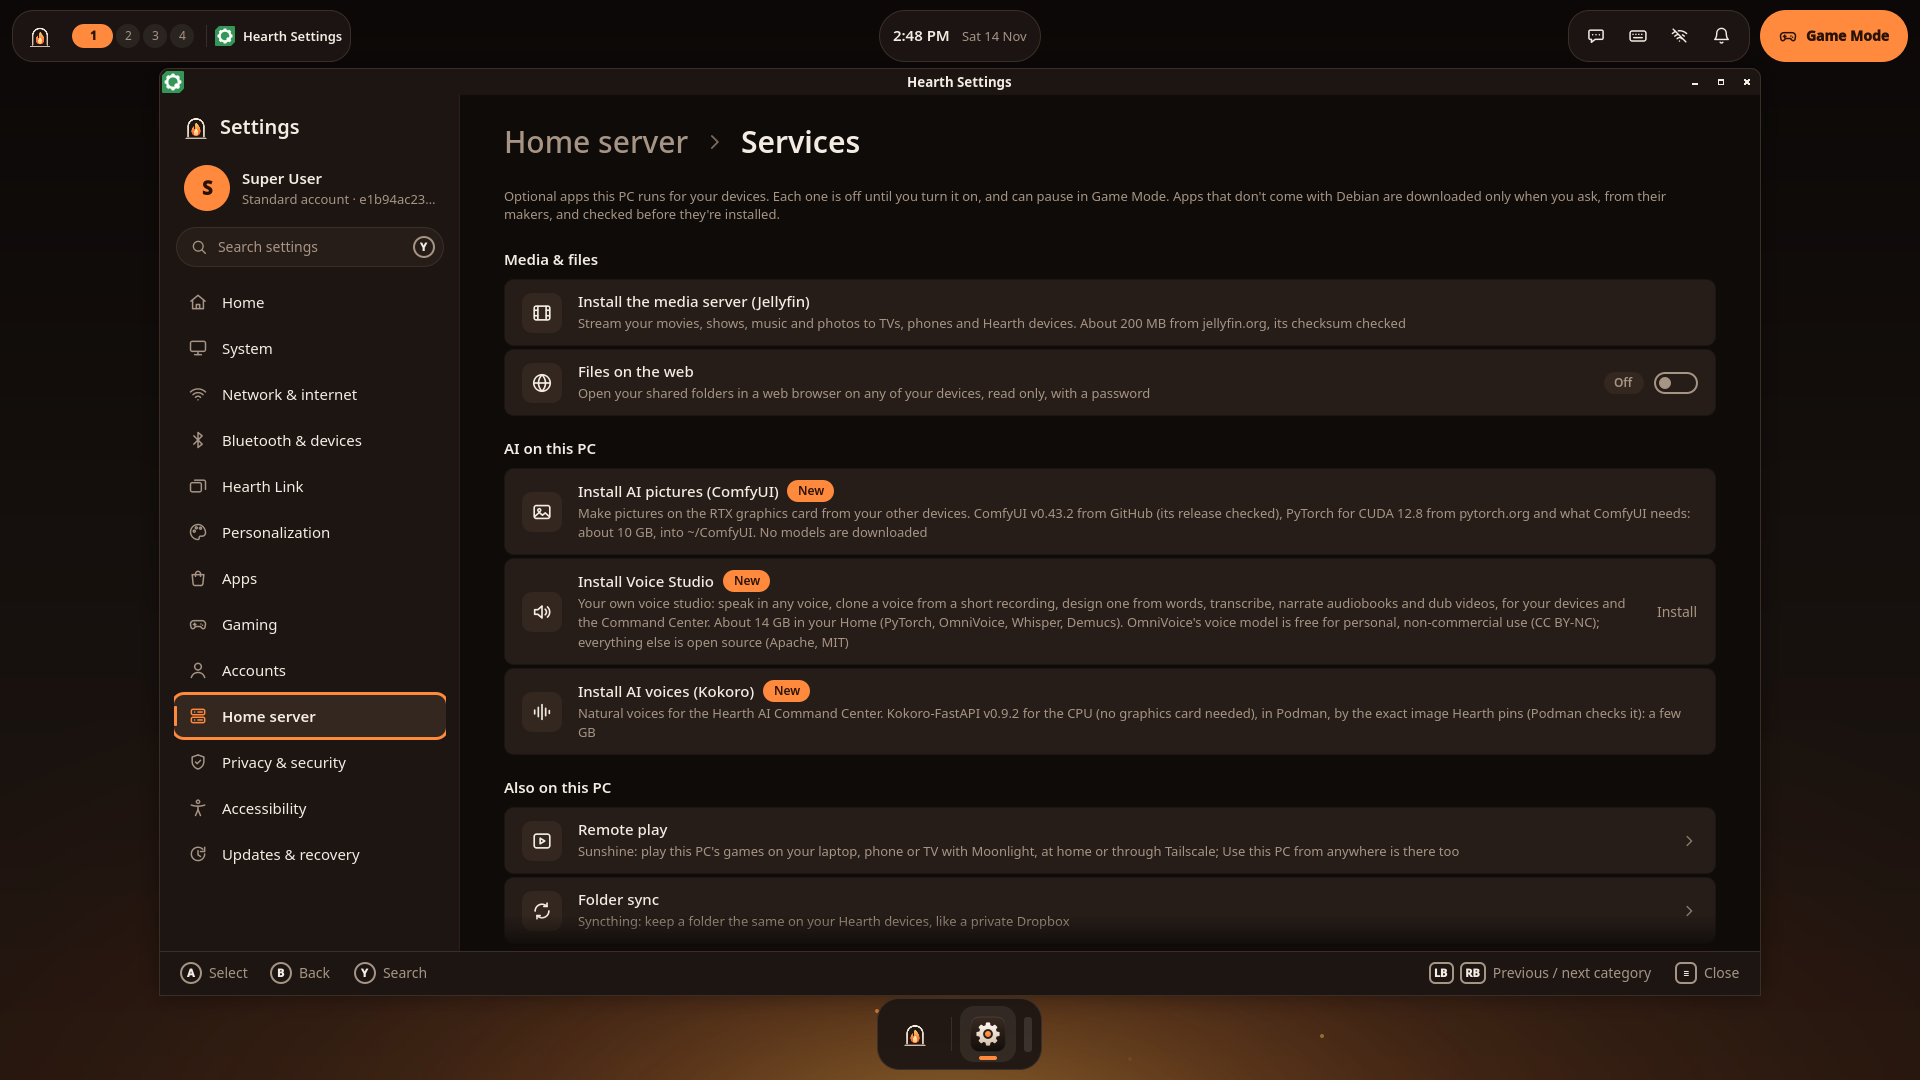 1 2 3 4 Hearth Settings
2:48 PM Sat 14 Nov
Game Mode
Hearth Settings
Settings
S
Super User
Standard account · e1b94ac23...
Search settings Y
Home
System
Network & internet
Bluetooth & devices
Hearth Link
Personalization
Apps
Gaming
Accounts
Home server
Privacy & security
Accessibility
Updates & recovery
Home server > Services
Optional apps this PC runs for your devices. Each one is off until you turn it on, and can pause in Game Mode. Apps that don't come with Debian are downloaded only when you ask, from their
makers, and checked before they're installed.
Media & files
Install the media server (Jellyfin)
Stream your movies, shows, music and photos to TVs, phones and Hearth devices. About 200 MB from jellyfin.org, its checksum checked
Files on the web
Open your shared folders in a web browser on any of your devices, read only, with a password
Off
AI on this PC
Install AI pictures (ComfyUI) New
Make pictures on the RTX graphics card from your other devices. ComfyUI v0.43.2 from GitHub (its release checked), PyTorch for CUDA 12.8 from pytorch.org and what ComfyUI needs:
about 10 GB, into ~/ComfyUI. No models are downloaded
Install Voice Studio New
Your own voice studio: speak in any voice, clone a voice from a short recording, design one from words, transcribe, narrate audiobooks and dub videos, for your devices and
the Command Center. About 14 GB in your Home (PyTorch, OmniVoice, Whisper, Demucs). OmniVoice's voice model is free for personal, non-commercial use (CC BY-NC);
everything else is open source (Apache, MIT)
Install
Install AI voices (Kokoro) New
Natural voices for the Hearth AI Command Center. Kokoro-FastAPI v0.9.2 for the CPU (no graphics card needed), in Podman, by the exact image Hearth pins (Podman checks it): a few
GB
Also on this PC
Remote play
Sunshine: play this PC's games on your laptop, phone or TV with Moonlight, at home or through Tailscale; Use this PC from anywhere is there too
Folder sync
Syncthing: keep a folder the same on your Hearth devices, like a private Dropbox
A Select B Back Y Search
LB RB Previous / next category ≡ Close